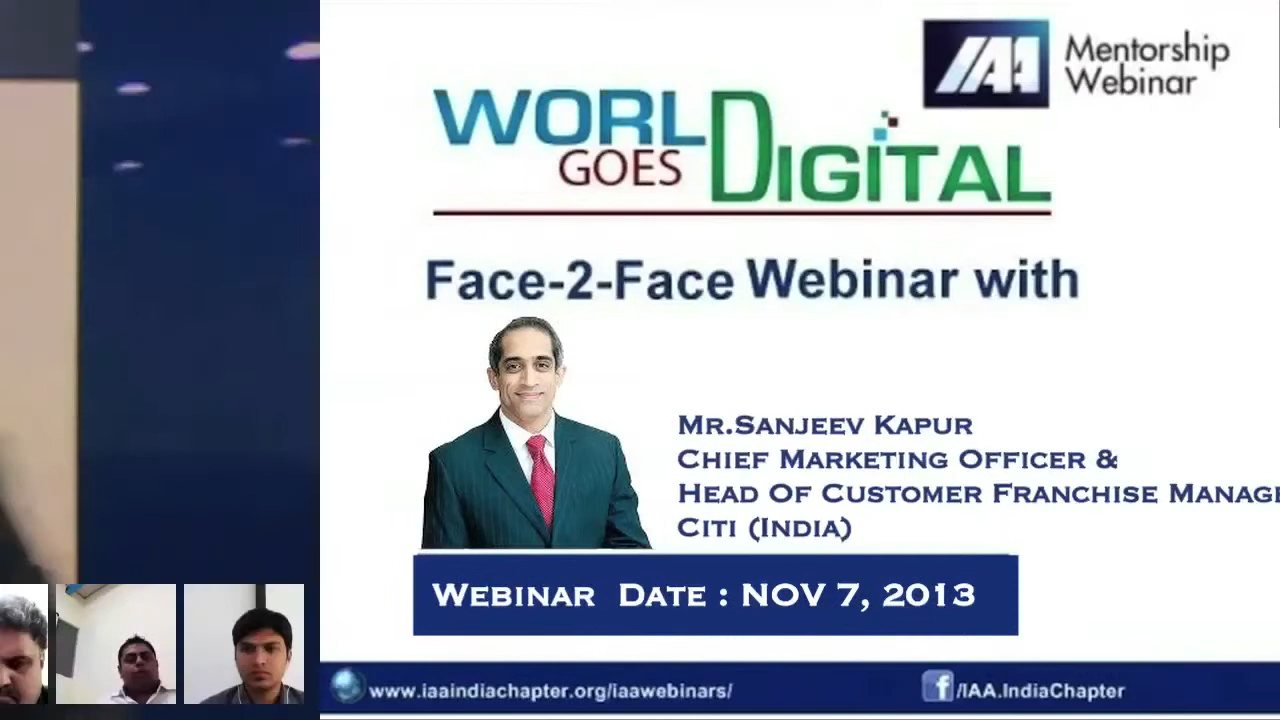 IAA Mentorship
Webinar
WORLD
GOES DIGITAL
Face-2-Face Webinar with
Mr.Sanjeev Kapur
Chief Marketing Officer &
Head Of Customer Franchise Manage
Citi (India)
Webinar Date : NOV 7, 2013
www.iaaindiachapter.org/iaawebinars/
f /IAA.IndiaChapter